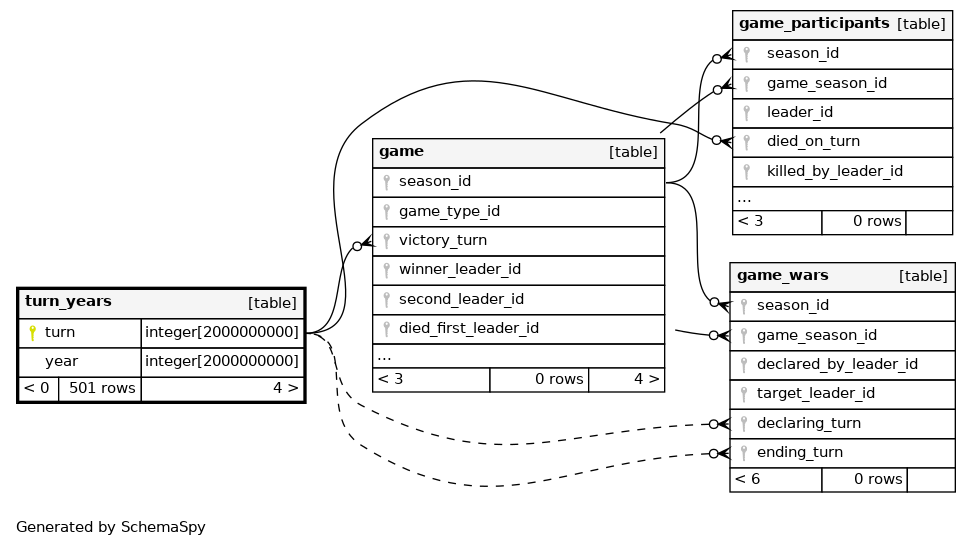 game_participants [table]
season_id
game_season_id
leader_id
died_on_turn
killed_by_leader_id
...
< 3 0 rows
game [table]
season_id
game_type_id
victory_turn
winner_leader_id
second_leader_id
died_first_leader_id
...
< 3 0 rows 4 >
game_wars [table]
season_id
game_season_id
declared_by_leader_id
target_leader_id
declaring_turn
ending_turn
< 6 0 rows
turn_years [table]
turn integer[2000000000]
year integer[2000000000]
< 0 501 rows 4 >
Generated by SchemaSpy